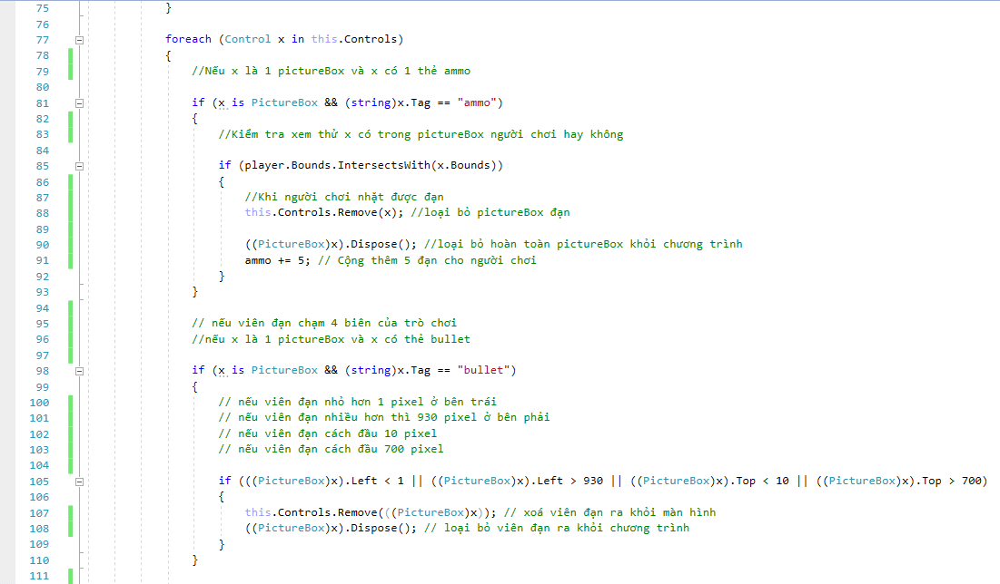 75 }
76
77 foreach (Control x in this.Controls)
78 {
79 //Nếu x là 1 pictureBox và x có 1 thẻ ammo
80
81 if (x is PictureBox && (string)x.Tag == "ammo")
82 {
83 //Kiểm tra xem thử x có trong pictureBox người chơi hay không
84
85 if (player.Bounds.IntersectsWith(x.Bounds))
86 {
87 //Khi người chơi nhặt được đạn
88 this.Controls.Remove(x); //loại bỏ pictureBox đạn
89
90 ((PictureBox)x).Dispose(); //loại bỏ hoàn toàn pictureBox khỏi chương trình
91 ammo += 5; // Cộng thêm 5 đạn cho người chơi
92 }
93 }
94
95 // nếu viên đạn chạm 4 biên của trò chơi
96 //nếu x là 1 pictureBox và x có thẻ bullet
97
98 if (x is PictureBox && (string)x.Tag == "bullet")
99 {
100 // nếu viên đạn nhỏ hơn 1 pixel ở bên trái
101 // nếu viên đạn nhiều hơn thì 930 pixel ở bên phải
102 // nếu viên đạn cách đầu 10 pixel
103 // nếu viên đạn cách đầu 700 pixel
104
105 if (((PictureBox)x).Left < 1 || ((PictureBox)x).Left > 930 || ((PictureBox)x).Top < 10 || ((PictureBox)x).Top > 700)
106 {
107 this.Controls.Remove(((PictureBox)x)); // xoá viên đạn ra khỏi màn hình
108 ((PictureBox)x).Dispose(); // loại bỏ viên đạn ra khỏi chương trình
109 }
110 }
111